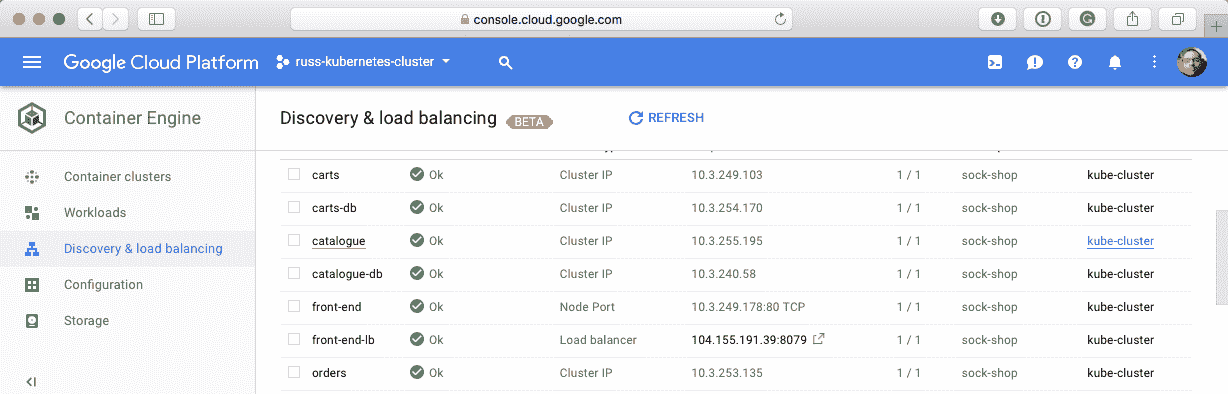 console.cloud.google.com
Google Cloud Platform russ-kubernetes-cluster
Container Engine
Discovery & load balancing BETA REFRESH
Container clusters
Workloads
Discovery & load balancing
Configuration
Storage
carts Ok Cluster IP 10.3.249.103 1 / 1 sock-shop kube-cluster
carts-db Ok Cluster IP 10.3.254.170 1 / 1 sock-shop kube-cluster
catalogue Ok Cluster IP 10.3.255.195 1 / 1 sock-shop kube-cluster
catalogue-db Ok Cluster IP 10.3.240.58 1 / 1 sock-shop kube-cluster
front-end Ok Node Port 10.3.249.178:80 TCP 1 / 1 sock-shop kube-cluster
front-end-lb Ok Load balancer 104.155.191.39:8079 1 / 1 sock-shop kube-cluster
orders Ok Cluster IP 10.3.253.135 1 / 1 sock-shop kube-cluster